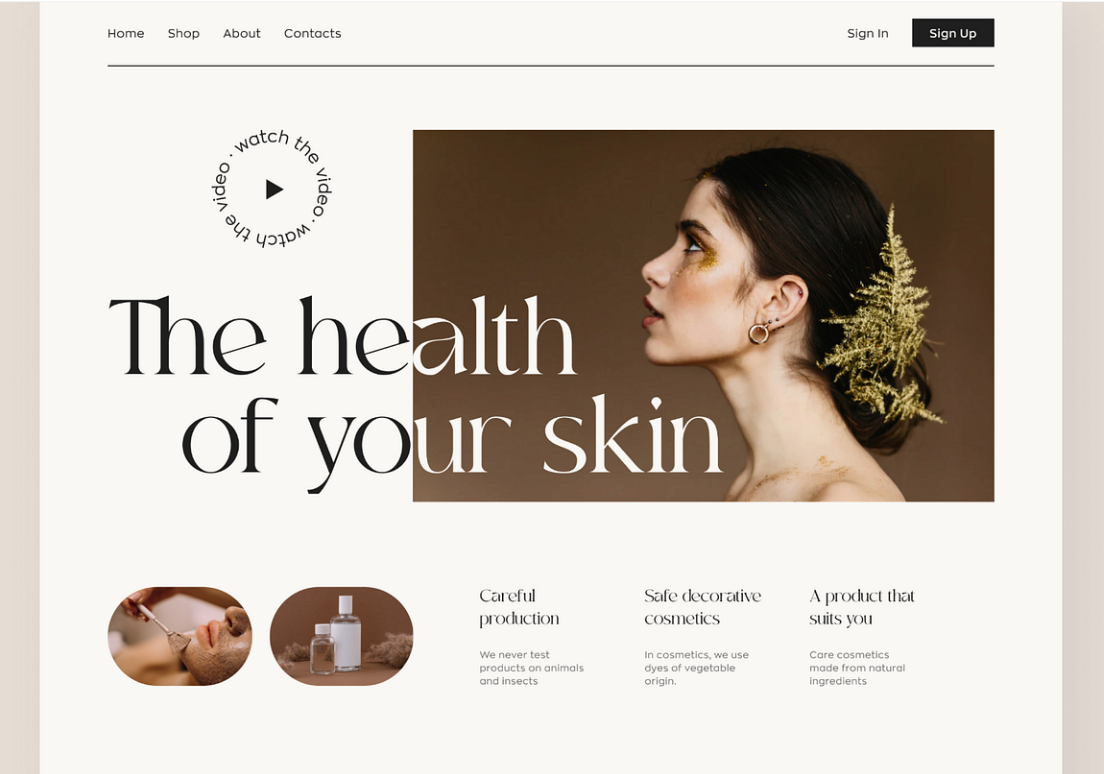 Home Shop About Contacts Sign In Sign Up
watch the video · watch the video ·
The health
of your skin
Careful
production
We never test
products on animals
and insects
Safe decorative
cosmetics
In cosmetics, we use
dyes of vegetable
origin.
A product that
suits you
Care cosmetics
made from natural
ingredients